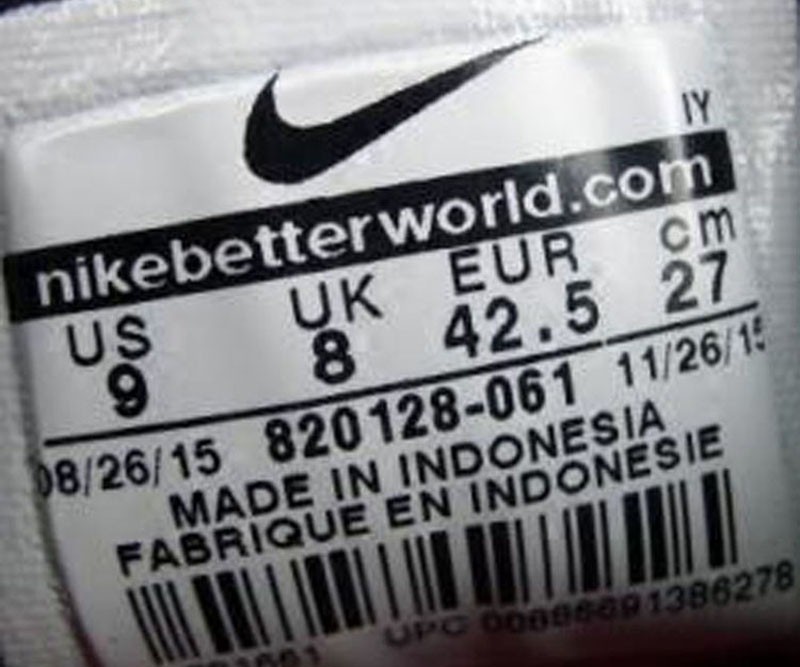 IY
nikebetterworld.com
US UK EUR cm
9 8 42.5 27
08/26/15 820128-061 11/26/15
MADE IN INDONESIA
FABRIQUE EN INDONESIE
UPC